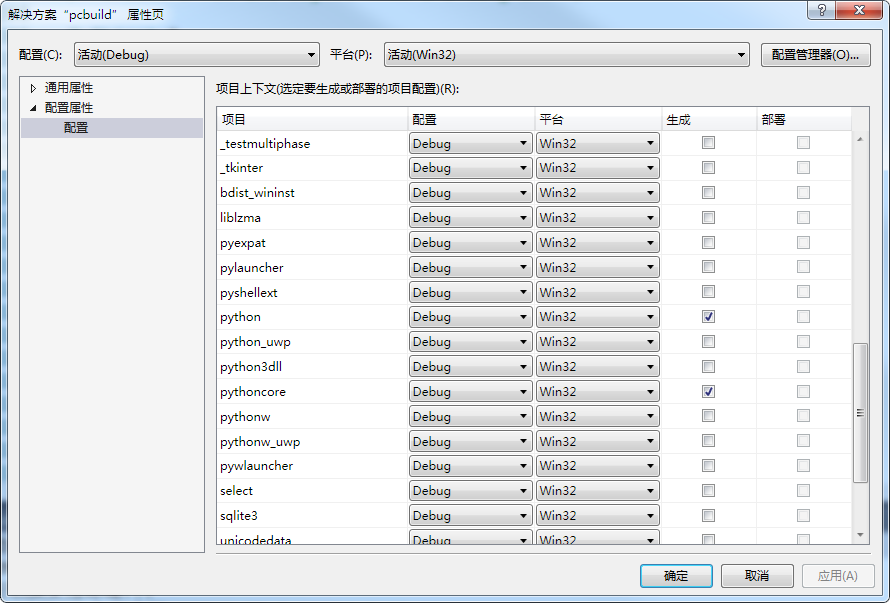 解决方案“pcbuild” 属性页
配置(C): 活动(Debug) 平台(P): 活动(Win32) 配置管理器(O)...
通用属性
配置属性
配置
项目上下文(选定要生成或部署的项目配置)(R):
项目 配置 平台 生成 部署
_testmultiphase Debug Win32
_tkinter Debug Win32
bdist_wininst Debug Win32
liblzma Debug Win32
pyexpat Debug Win32
pylauncher Debug Win32
pyshellext Debug Win32
python Debug Win32
python_uwp Debug Win32
python3dll Debug Win32
pythoncore Debug Win32
pythonw Debug Win32
pythonw_uwp Debug Win32
pywlauncher Debug Win32
select Debug Win32
sqlite3 Debug Win32
unicodedata Debug Win32
确定 取消 应用(A)